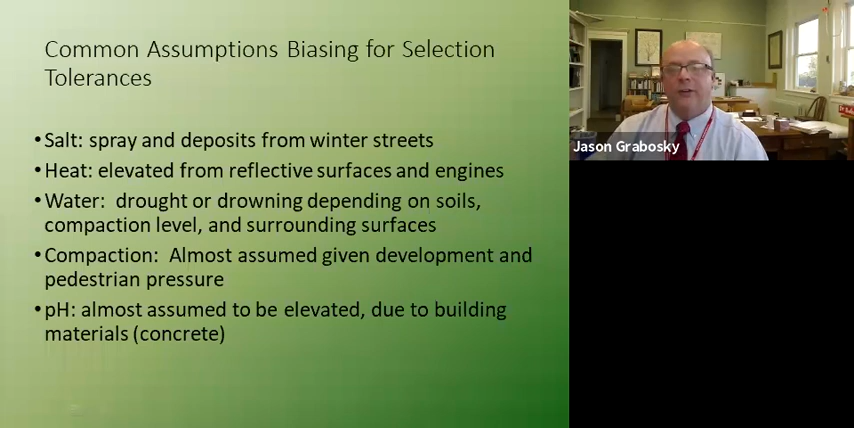 Common Assumptions Biasing for Selection
Tolerances
•Salt: spray and deposits from winter streets
•Heat: elevated from reflective surfaces and engines
•Water:  drought or drowning depending on soils,
compaction level, and surrounding surfaces
•Compaction:  Almost assumed given development and
pedestrian pressure
•pH: almost assumed to be elevated, due to building
materials (concrete)
Jason Grabosky